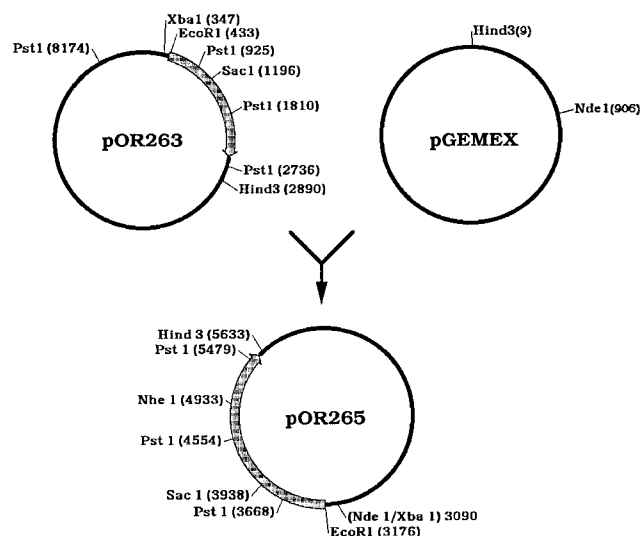 Xba1 (347)
EcoR1 (433)
Pst1 (8174)
Pst1 (925)
Sac1 (1196)
Pst1 (1810)
pOR263
Pst1 (2736)
Hind3 (2890)
Hind3(9)
Nde1(906)
pGEMEX
Hind 3 (5633)
Pst 1 (5479)
Nhe 1 (4933)
pOR265
Pst 1 (4554)
Sac 1 (3938)
Pst 1 (3668)
(Nde 1/Xba 1) 3090
EcoR1 (3176)